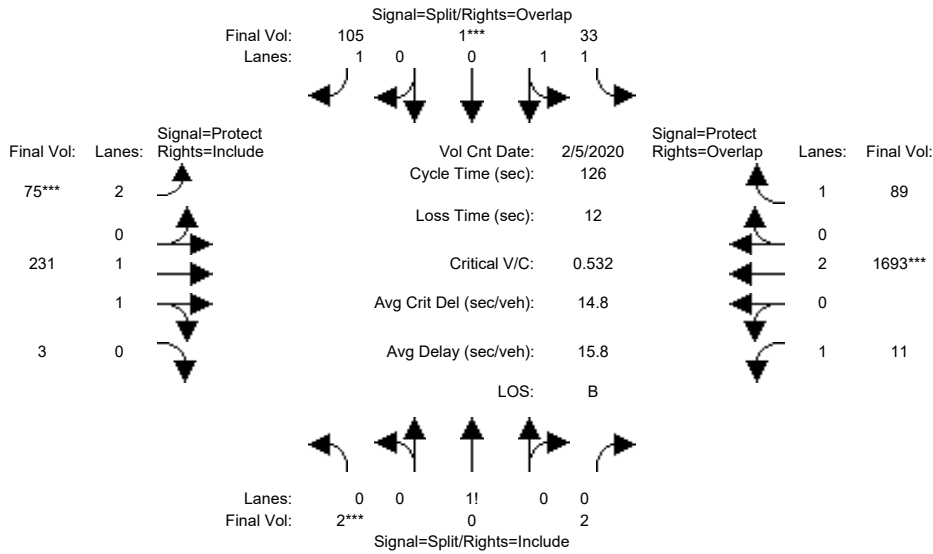 Signal=Split/Rights=Overlap
Final Vol: 105 1*** 33
Lanes: 1 0 0 1 1
Signal=Protect
Final Vol: Lanes: Rights=Include
Vol Cnt Date: 2/5/2020
Signal=Protect
Rights=Overlap Lanes: Final Vol:
Cycle Time (sec): 126
75*** 2
1 89
Loss Time (sec): 12
0
0
231 1
Critical V/C: 0.532
2 1693***
1
Avg Crit Del (sec/veh): 14.8
0
3 0
Avg Delay (sec/veh): 15.8
1 11
LOS: B
Lanes: 0 0 1! 0 0
Final Vol: 2*** 0 2
Signal=Split/Rights=Include